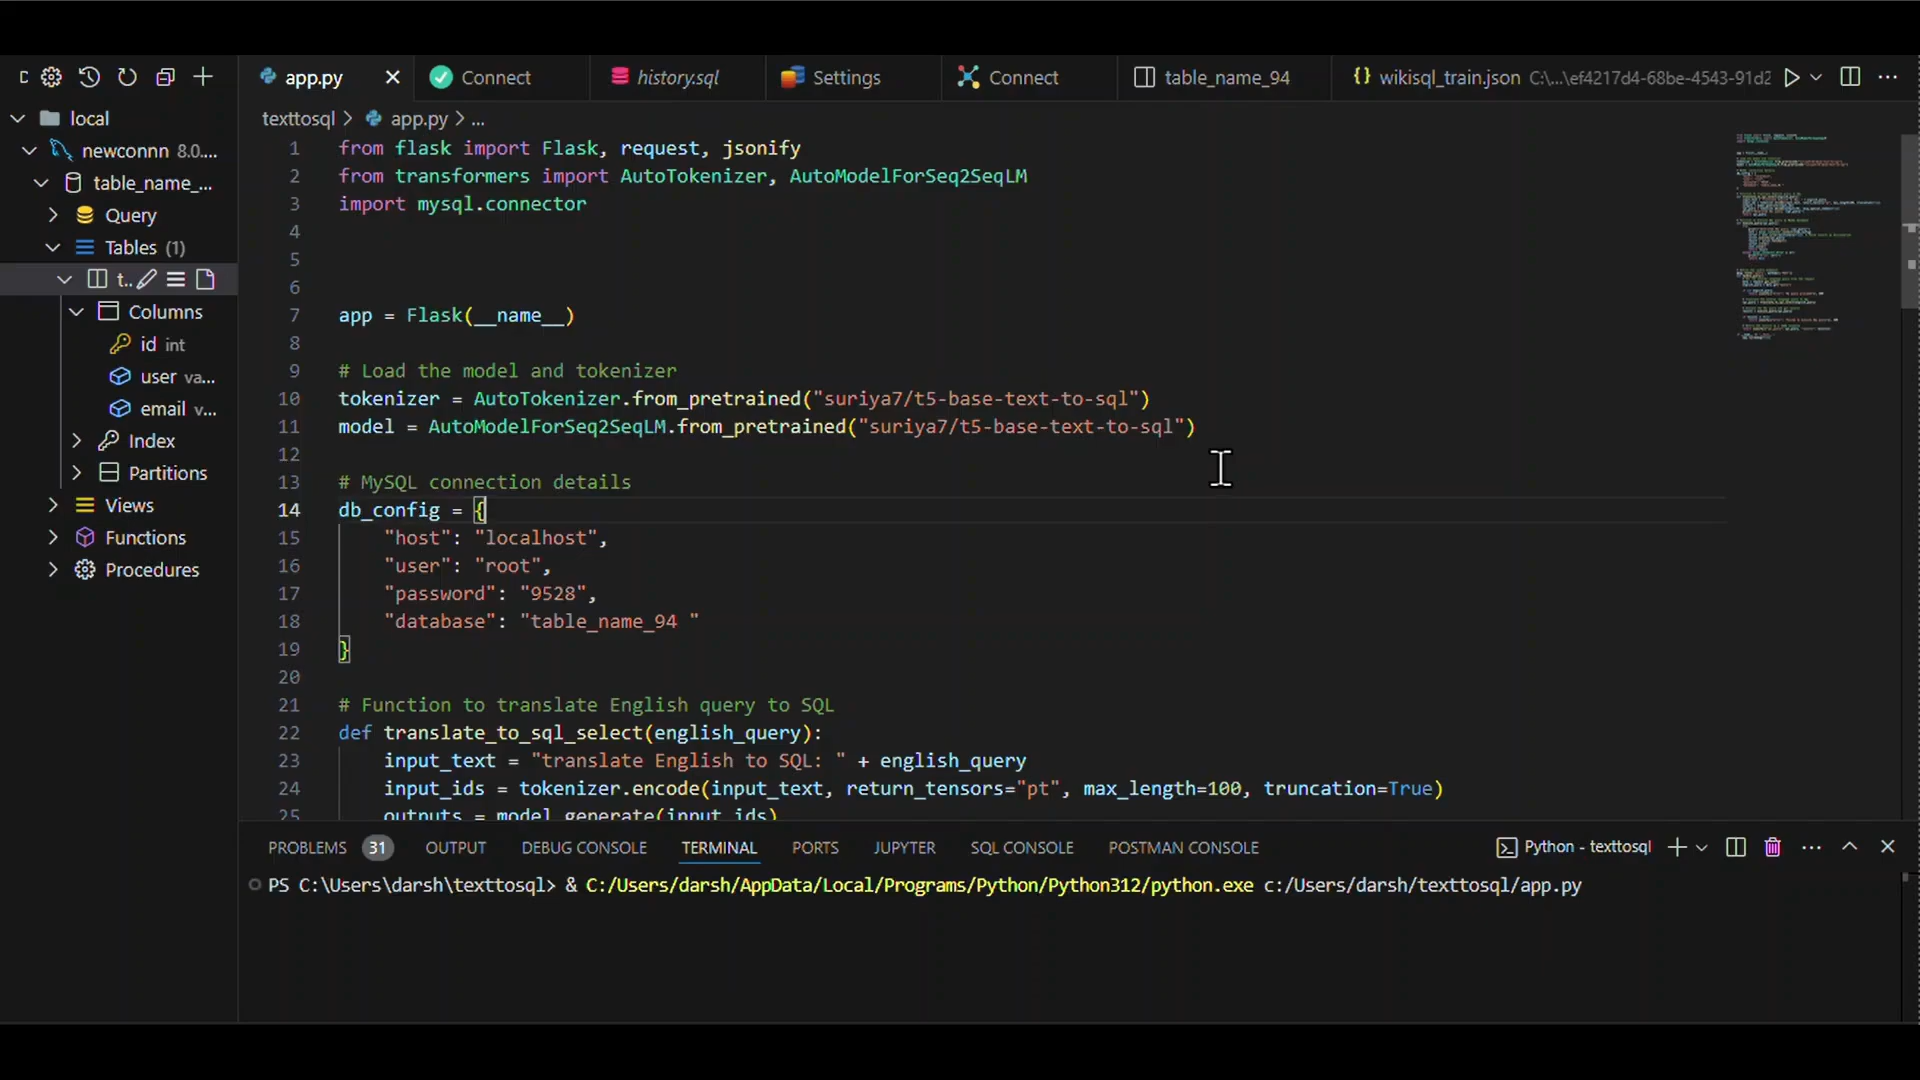 app.py
Connect
history.sql
Settings
Connect
table_name_94
wikisql_train.json C:\...\ef4217d4-68be-4543-91d2
local
newconnn 8.0....
table_name_...
Query
Tables (1)
t..
Columns
id int
user va...
email v...
Index
Partitions
Views
Functions
Procedures
texttosql > app.py > ...
1 from flask import Flask, request, jsonify
2 from transformers import AutoTokenizer, AutoModelForSeq2SeqLM
3 import mysql.connector
4
5
6
7 app = Flask(__name__)
8
9 # Load the model and tokenizer
10 tokenizer = AutoTokenizer.from_pretrained("suriya7/t5-base-text-to-sql")
11 model = AutoModelForSeq2SeqLM.from_pretrained("suriya7/t5-base-text-to-sql")
12
13 # MySQL connection details
14 db_config = {
15 "host": "localhost",
16 "user": "root",
17 "password": "9528",
18 "database": "table_name_94 "
19 }
20
21 # Function to translate English query to SQL
22 def translate_to_sql_select(english_query):
23 input_text = "translate English to SQL: " + english_query
24 input_ids = tokenizer.encode(input_text, return_tensors="pt", max_length=100, truncation=True)
25 outputs = model.generate(input_ids)
PROBLEMS 31 OUTPUT DEBUG CONSOLE TERMINAL PORTS JUPYTER SQL CONSOLE POSTMAN CONSOLE
Python - texttosql
PS C:\Users\darsh\texttosql> & C:/Users/darsh/AppData/Local/Programs/Python/Python312/python.exe c:/Users/darsh/texttosql/app.py